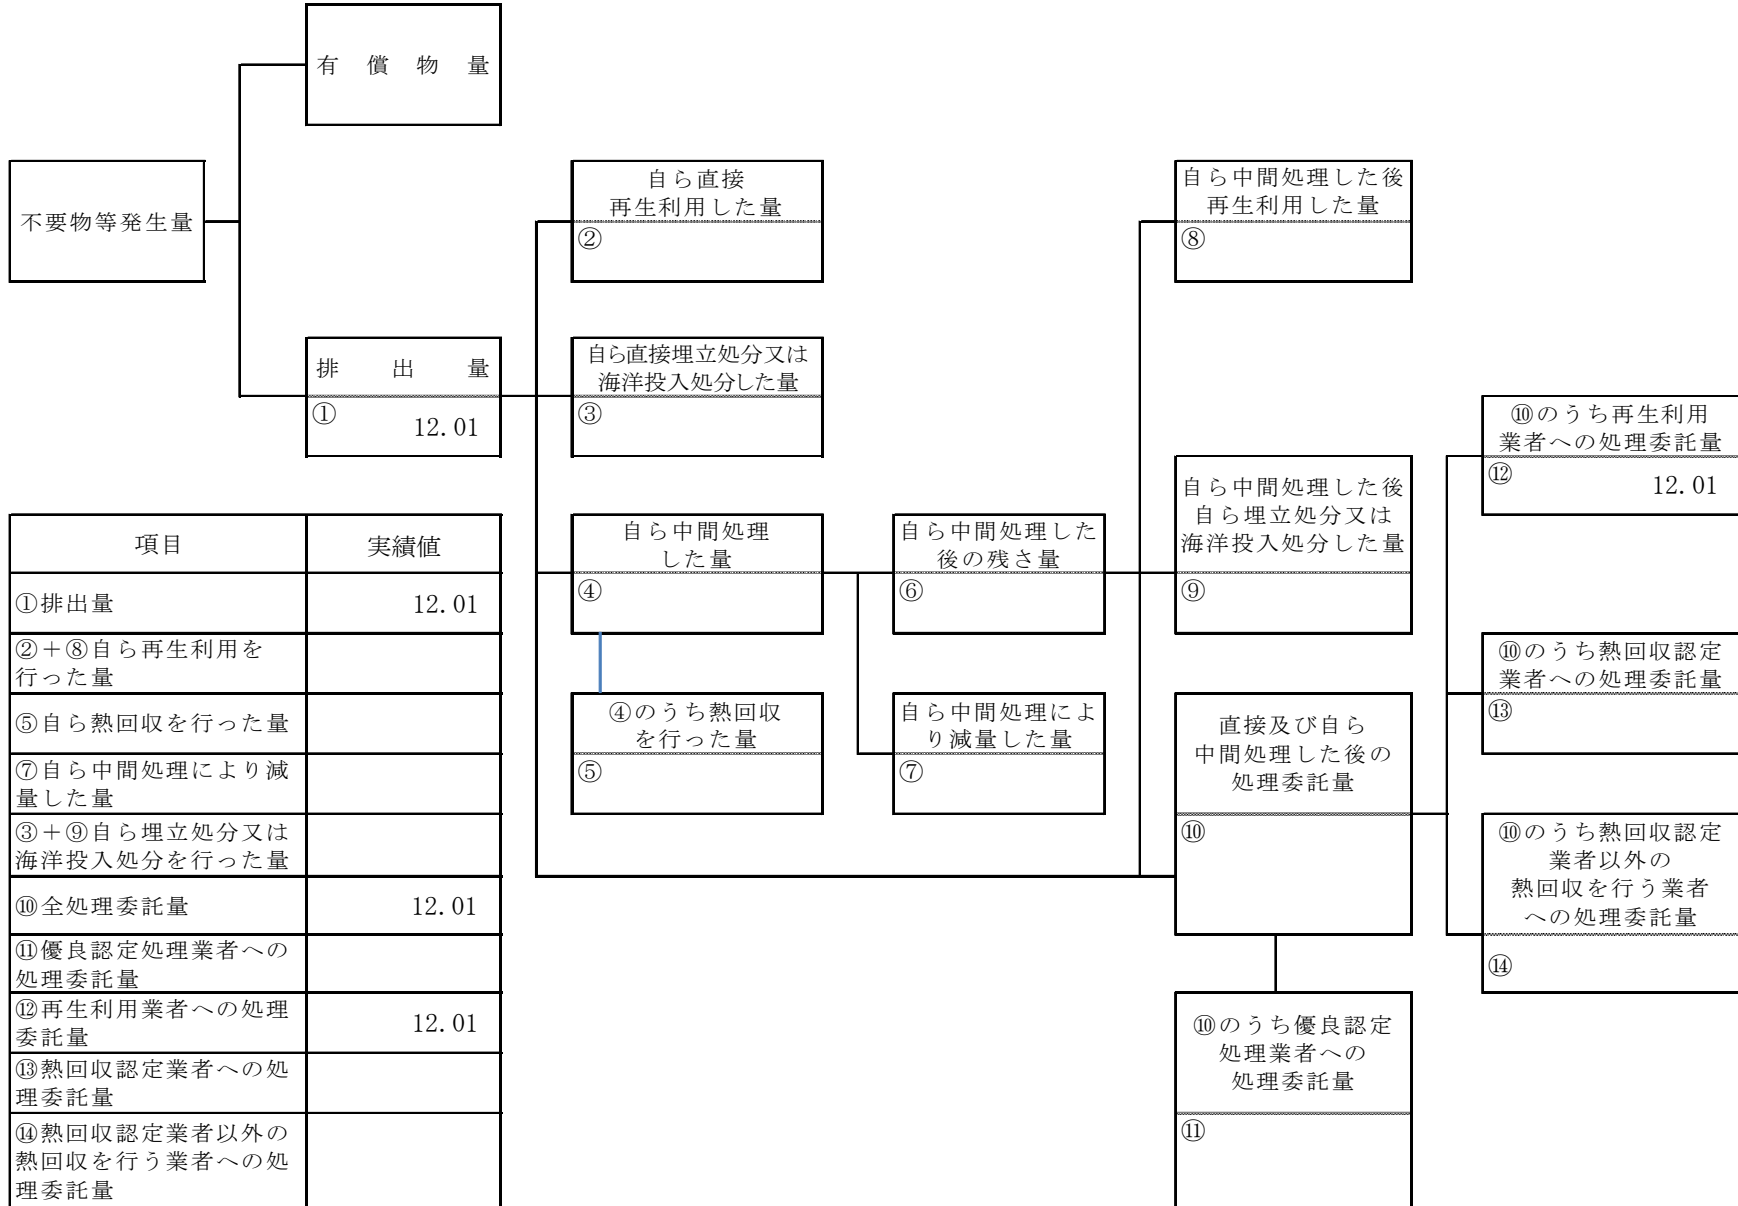 有償物量
不要物等発生量
排出量
①
12.01
自ら直接
再生利用した量
②
自ら直接埋立処分又は
海洋投入処分した量
③
自ら中間処理
した量
④
④のうち熱回収
を行った量
⑤
自ら中間処理した
後の残さ量
⑥
自ら中間処理によ
り減量した量
⑦
自ら中間処理した後
再生利用した量
⑧
自ら中間処理した後
自ら埋立処分又は
海洋投入処分した量
⑨
直接及び自ら
中間処理した後の
処理委託量
⑩
⑩のうち優良認定
処理業者への
処理委託量
⑪
⑩のうち再生利用
業者への処理委託量
⑫
12.01
⑩のうち熱回収認定
業者への処理委託量
⑬
⑩のうち熱回収認定
業者以外の
熱回収を行う業者
への処理委託量
⑭
項目 実績値
①排出量 12.01
②＋⑧自ら再生利用を
行った量
⑤自ら熱回収を行った量
⑦自ら中間処理により減
量した量
③＋⑨自ら埋立処分又は
海洋投入処分を行った量
⑩全処理委託量 12.01
⑪優良認定処理業者への
処理委託量
⑫再生利用業者への処理
委託量 12.01
⑬熱回収認定業者への処
理委託量
⑭熱回収認定業者以外の
熱回収を行う業者への処
理委託量